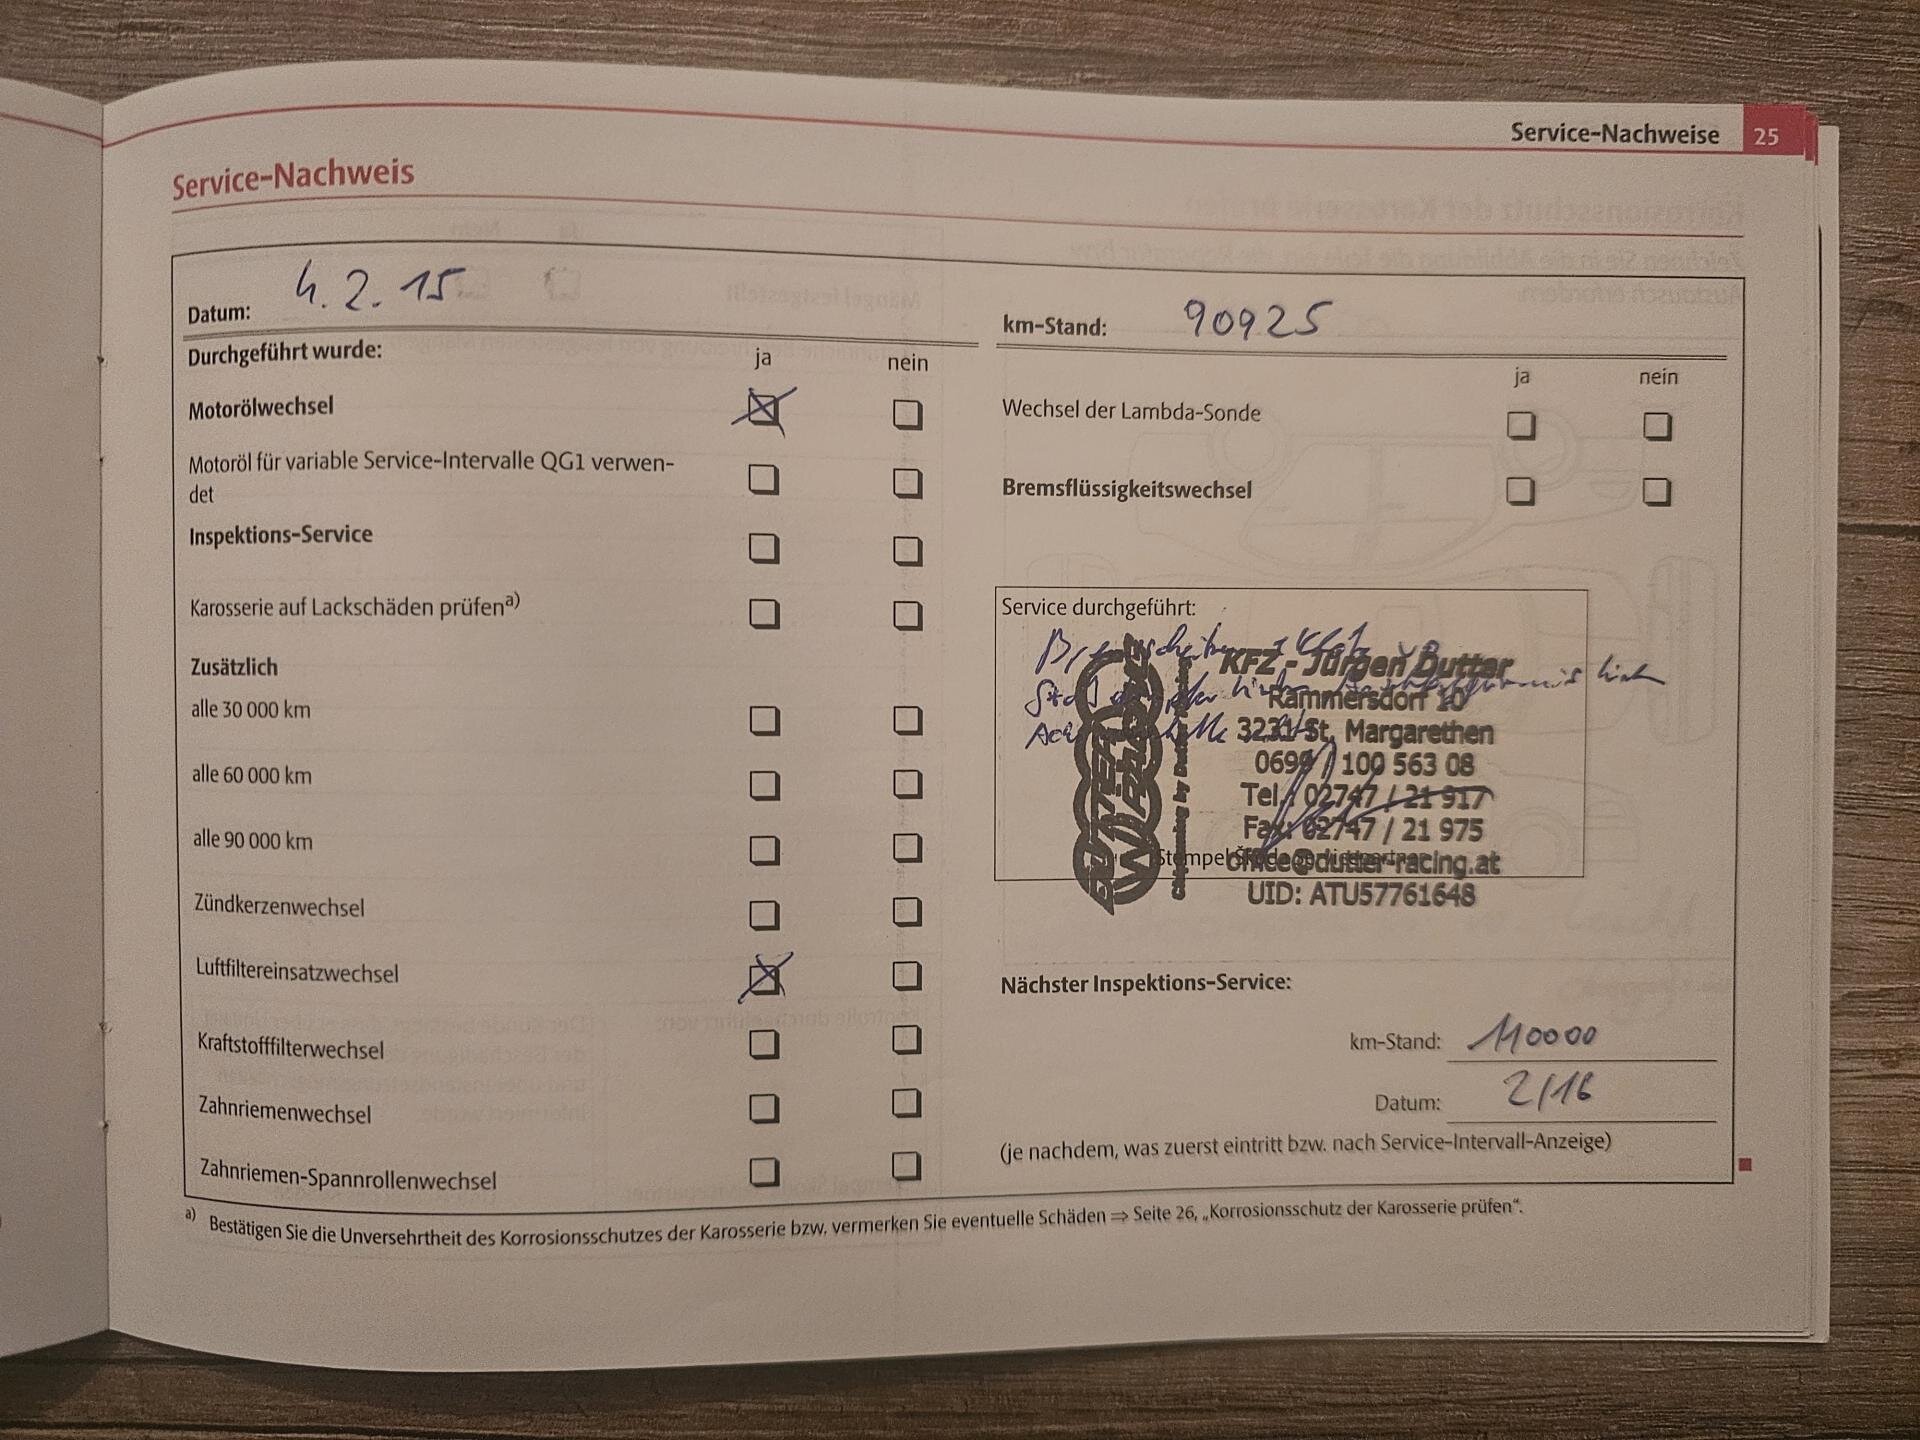 Service-Nachweise 25
Service-Nachweis
Datum: 4. 2. 15
km-Stand: 90925
Durchgeführt wurde: ja nein
Motorölwechsel
Motoröl für variable Service-Intervalle QG1 verwen-
det
Inspektions-Service
Karosserie auf Lackschäden prüfen a)
Zusätzlich
alle 30 000 km
alle 60 000 km
alle 90 000 km
Zündkerzenwechsel
Luftfiltereinsatzwechsel
Kraftstofffilterwechsel
Zahnriemenwechsel
Zahnriemen-Spannrollenwechsel
ja nein
Wechsel der Lambda-Sonde
Bremsflüssigkeitswechsel
Service durchgeführt:
KFZ - Jürgen Dutter
Rammersdorf 10
3231 St. Margarethen
0699 / 100 563 08
Tel.: 02747 / 21 917
Fax: 02747 / 21 975
office@dutter-racing.at
UID: ATU57761648
Stempel
Nächster Inspektions-Service:
km-Stand: 110000
Datum: 2/16
(je nachdem, was zuerst eintritt bzw. nach Service-Intervall-Anzeige)
a) Bestätigen Sie die Unversehrtheit des Korrosionsschutzes der Karosserie bzw. vermerken Sie eventuelle Schäden ⇒ Seite 26, „Korrosionsschutz der Karosserie prüfen“.